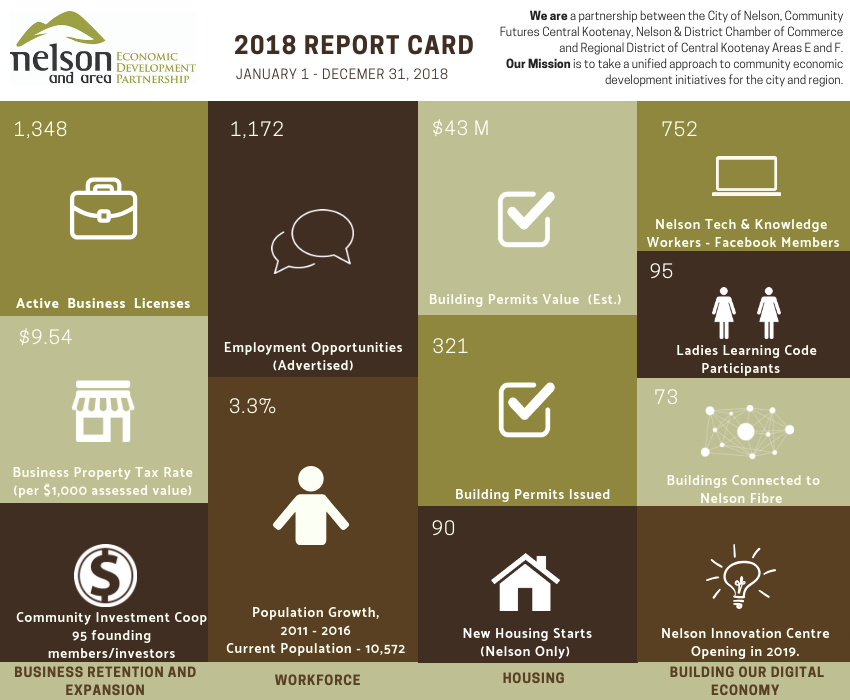 nelson
and area
ECONOMIC
DEVELOPMENT
PARTNERSHIP
2018 REPORT CARD
JANUARY 1 - DECEMER 31, 2018
We are a partnership between the City of Nelson, Community
Futures Central Kootenay, Nelson & District Chamber of Commerce
and Regional District of Central Kootenay Areas E and F.
Our Mission is to take a unified approach to community economic
development initiatives for the city and region.
1,348
Active Business Licenses
$9.54
Business Property Tax Rate
(per $1,000 assessed value)
Community Investment Coop
95 founding
members/investors
BUSINESS RETENTION AND
EXPANSION
1,172
Employment Opportunities
(Advertised)
3.3%
Population Growth,
2011 - 2016
Current Population - 10,572
WORKFORCE
$43 M
Building Permits Value (Est.)
321
Building Permits Issued
90
New Housing Starts
(Nelson Only)
HOUSING
752
Nelson Tech & Knowledge
Workers - Facebook Members
95
Ladies Learning Code
Participants
73
Buildings Connected to
Nelson Fibre
Nelson Innovation Centre
Opening in 2019.
BUILDING OUR DIGITAL
ECONOMY